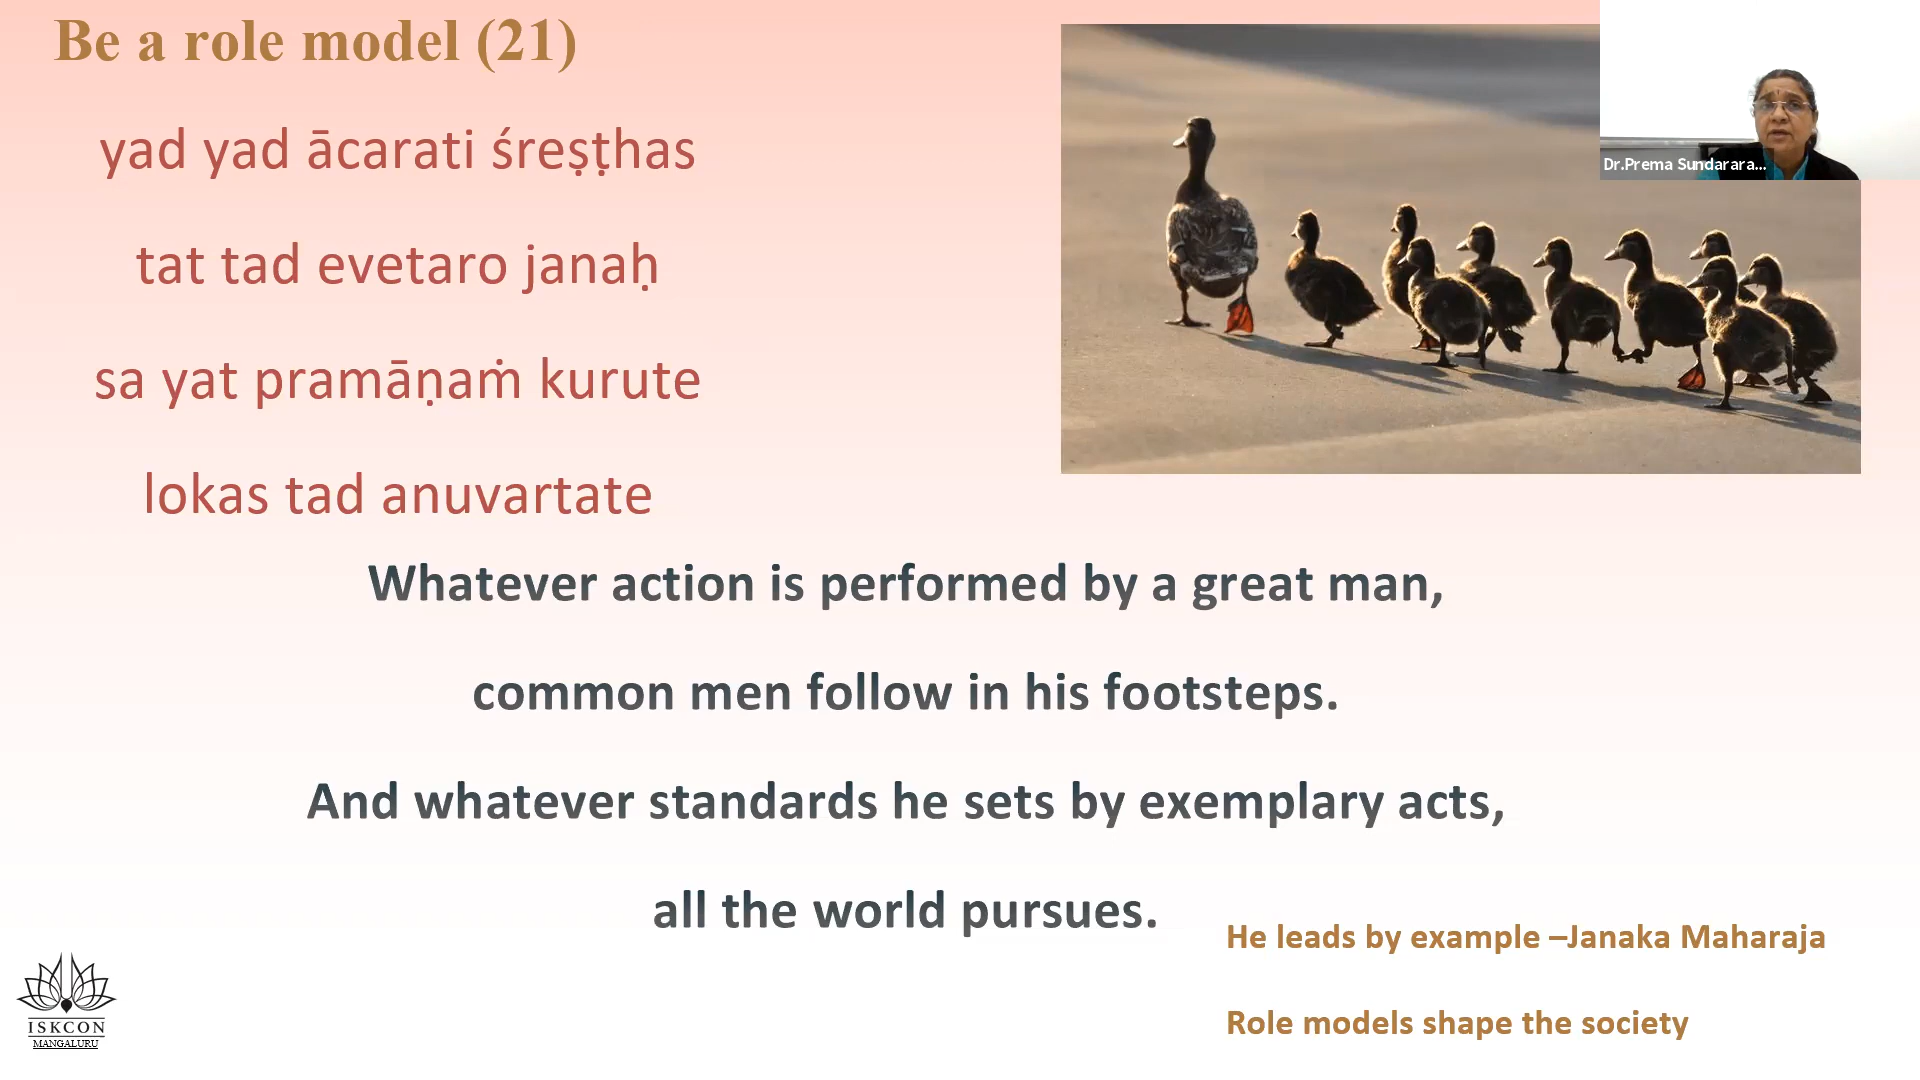 Be a role model (21)
yad yad ācarati śreṣṭhas
tat tad evetaro janaḥ
sa yat pramāṇaṁ kurute
lokas tad anuvartate
Dr.Prema Sundarara...
Whatever action is performed by a great man,
common men follow in his footsteps.
And whatever standards he sets by exemplary acts,
all the world pursues.
He leads by example –Janaka Maharaja
Role models shape the society
ISKCON
MANGALURU